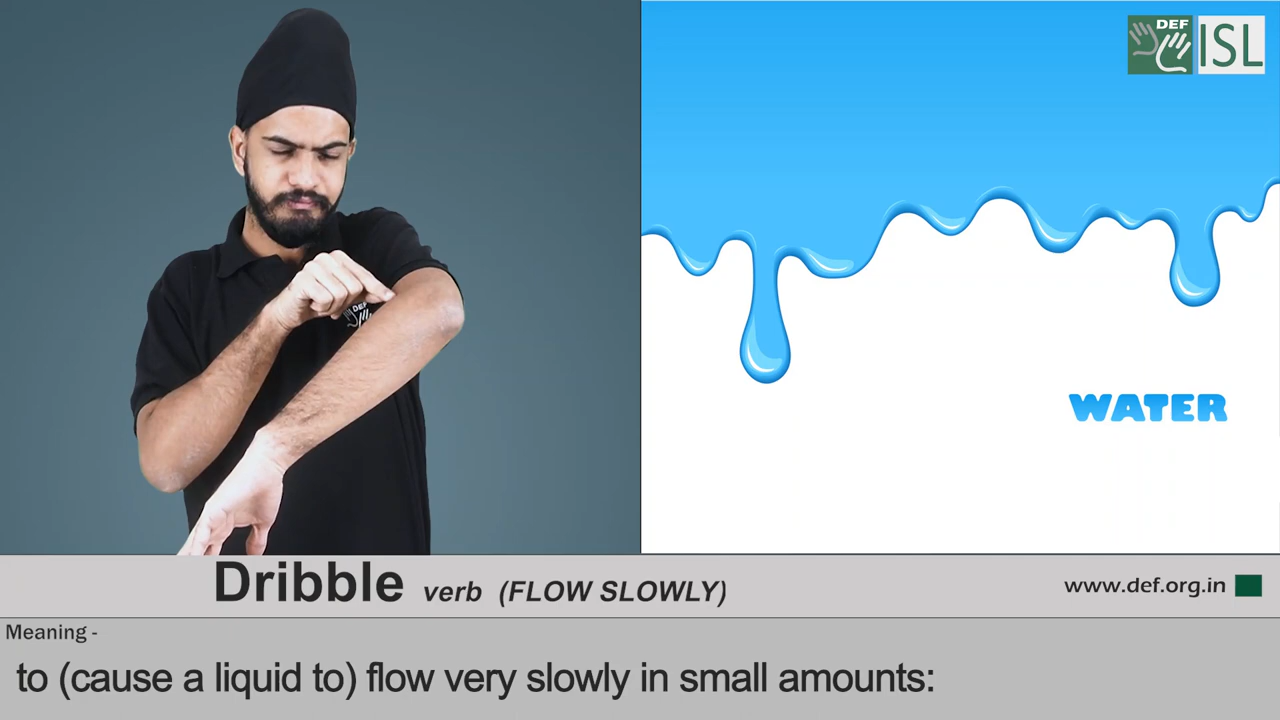 DEF
ISL
DEF
WATER
Dribble verb (FLOW SLOWLY)
www.def.org.in
Meaning -
to (cause a liquid to) flow very slowly in small amounts: